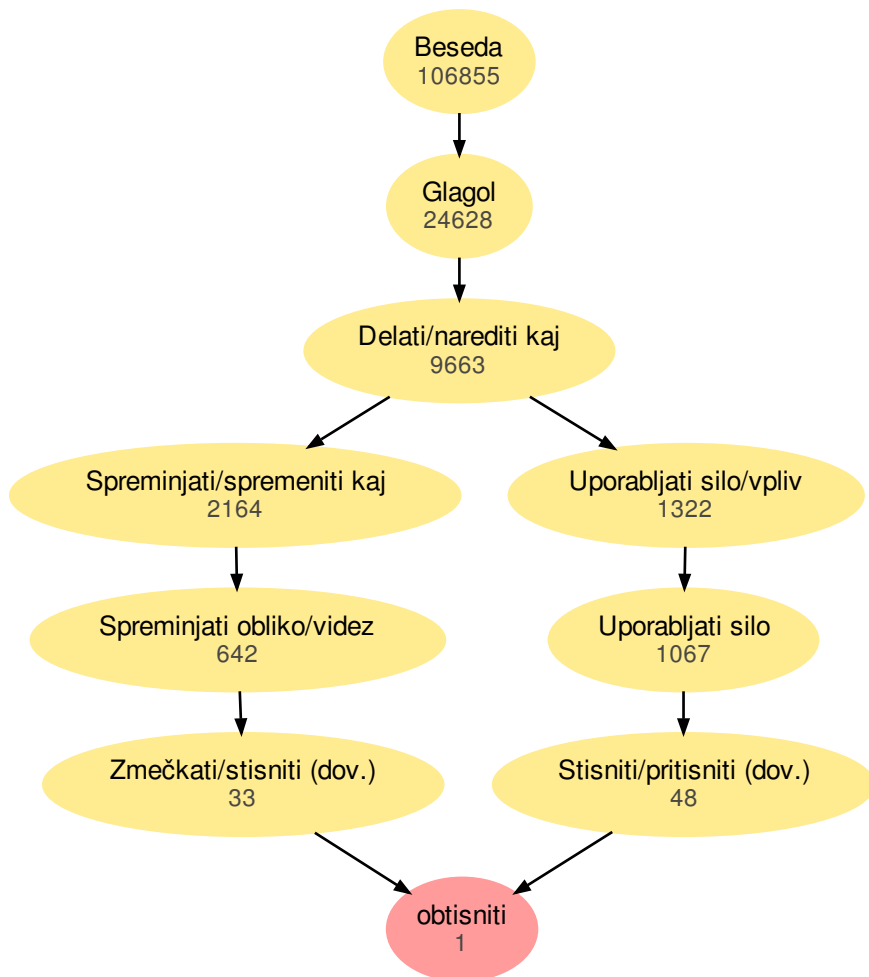 Beseda
106855
Glagol
24628
Delati/narediti kaj
9663
Spreminjati/spremeniti kaj
2164
Uporabljati silo/vpliv
1322
Spreminjati obliko/videz
642
Uporabljati silo
1067
Zmečkati/stisniti (dov.)
33
Stisniti/pritisniti (dov.)
48
obtisniti
1